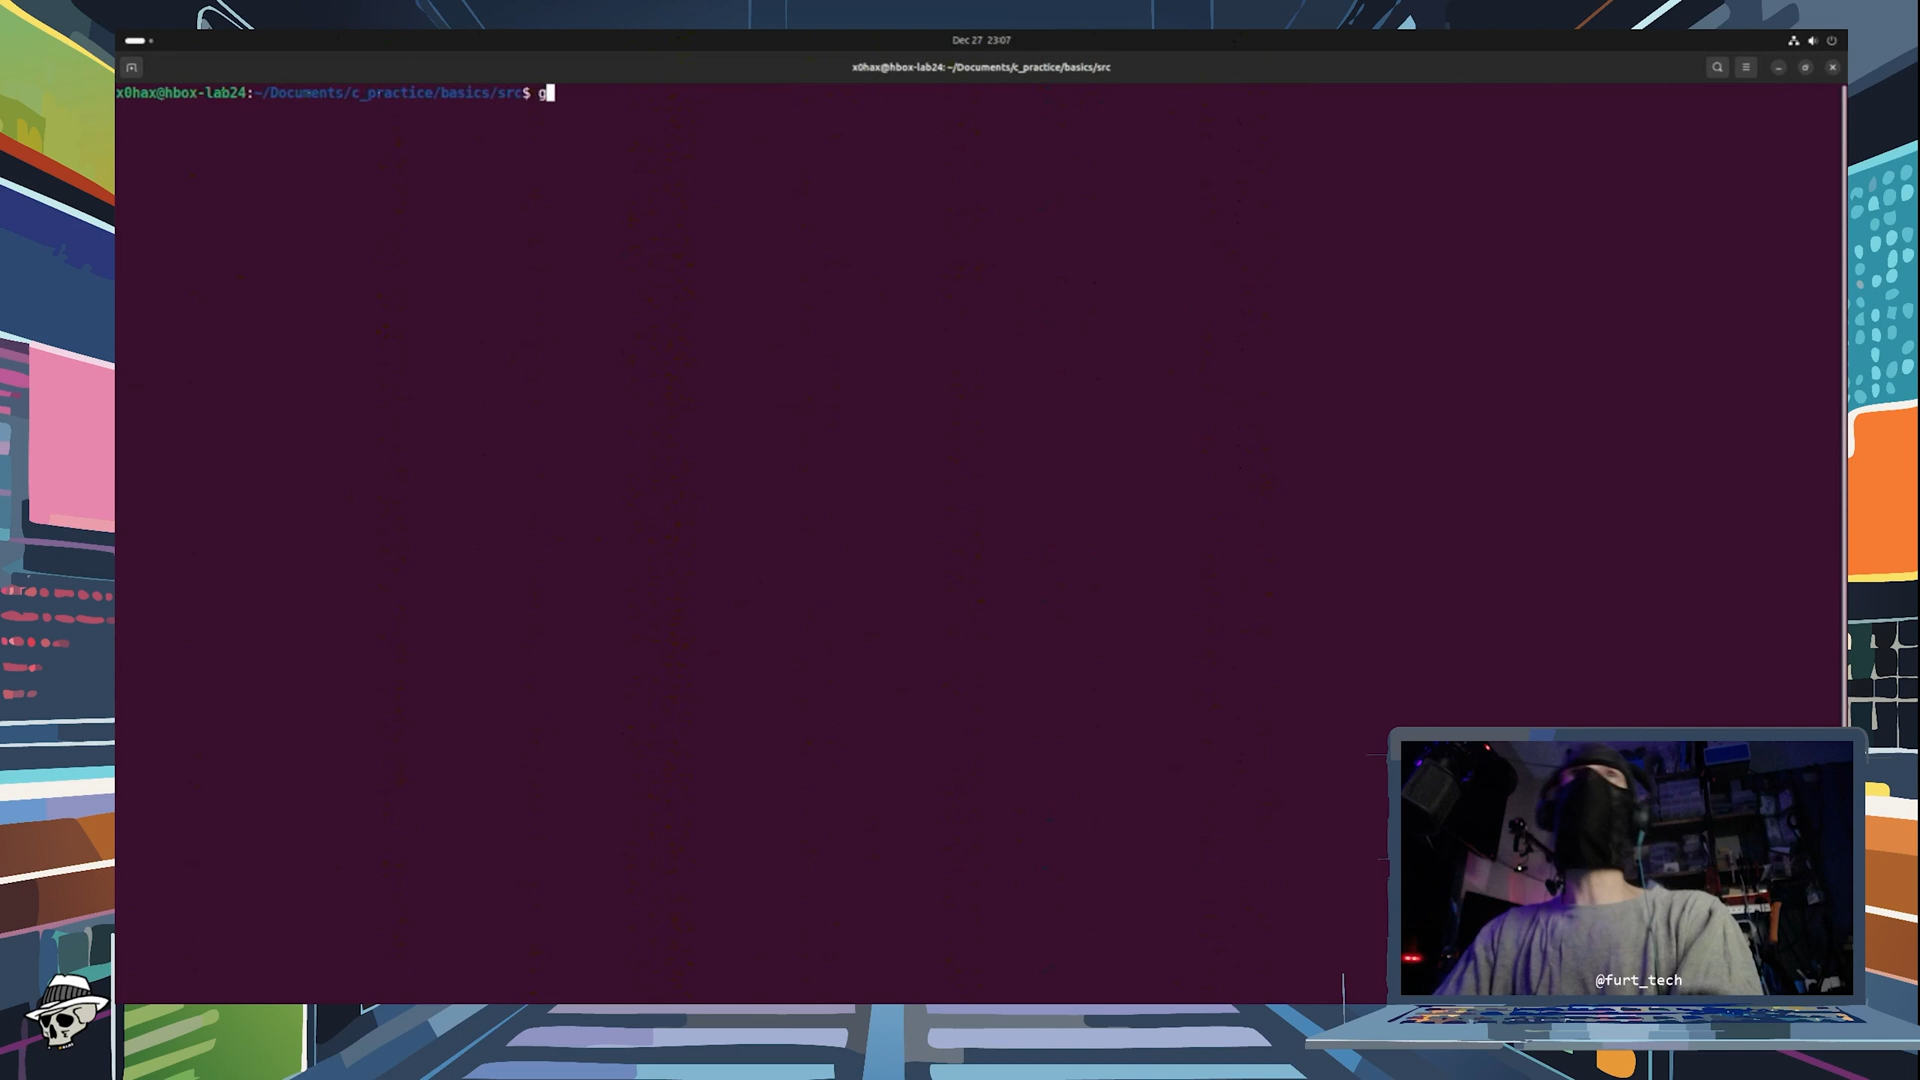 Dec 27 23:07
x0hax@hbox-lab24: ~/Documents/c_practice/basics/src
x0hax@hbox-lab24:~/Documents/c_practice/basics/src$ g
@furt_tech